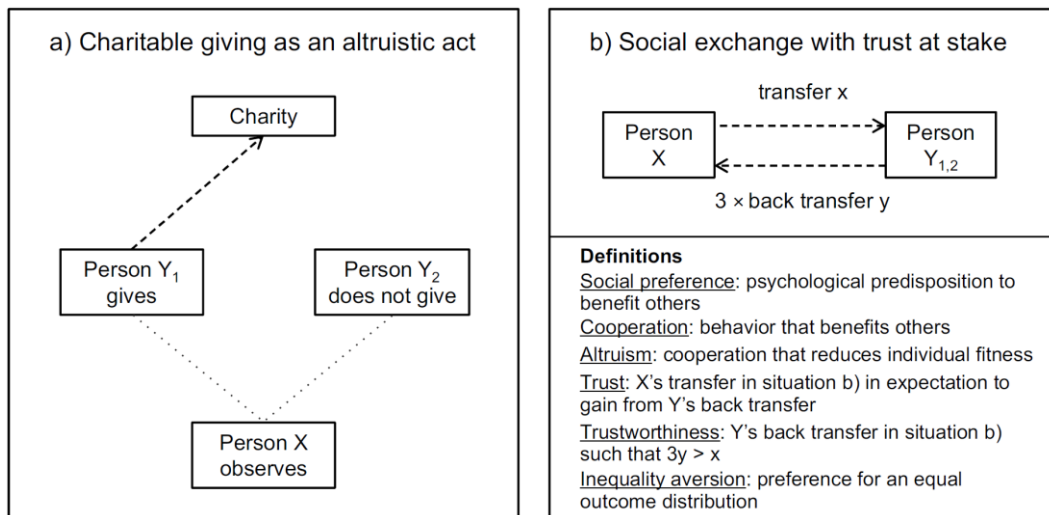 a) Charitable giving as an altruistic act
Charity
Person Y1
gives
Person Y2
does not give
Person X
observes
b) Social exchange with trust at stake
transfer x
Person
X
Person
Y1,2
3 × back transfer y
Definitions
Social preference: psychological predisposition to
benefit others
Cooperation: behavior that benefits others
Altruism: cooperation that reduces individual fitness
Trust: X's transfer in situation b) in expectation to
gain from Y's back transfer
Trustworthiness: Y's back transfer in situation b)
such that 3y > x
Inequality aversion: preference for an equal
outcome distribution